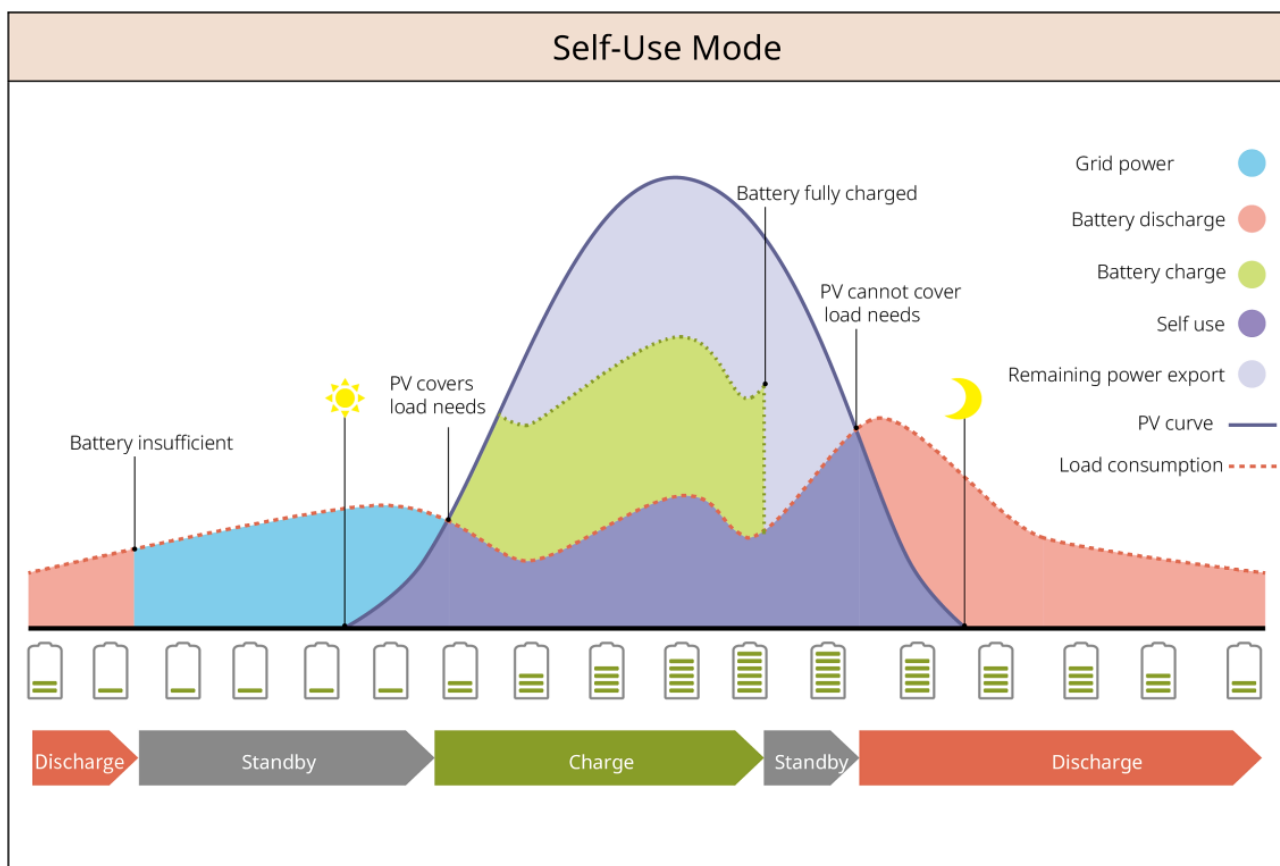 Self-Use Mode
Grid power
Battery discharge
Battery charge
Self use
Remaining power export
PV curve
Load consumption
Battery fully charged
PV cannot cover
load needs
PV covers
load needs
Battery insufficient
Discharge
Standby
Charge
Standby
Discharge